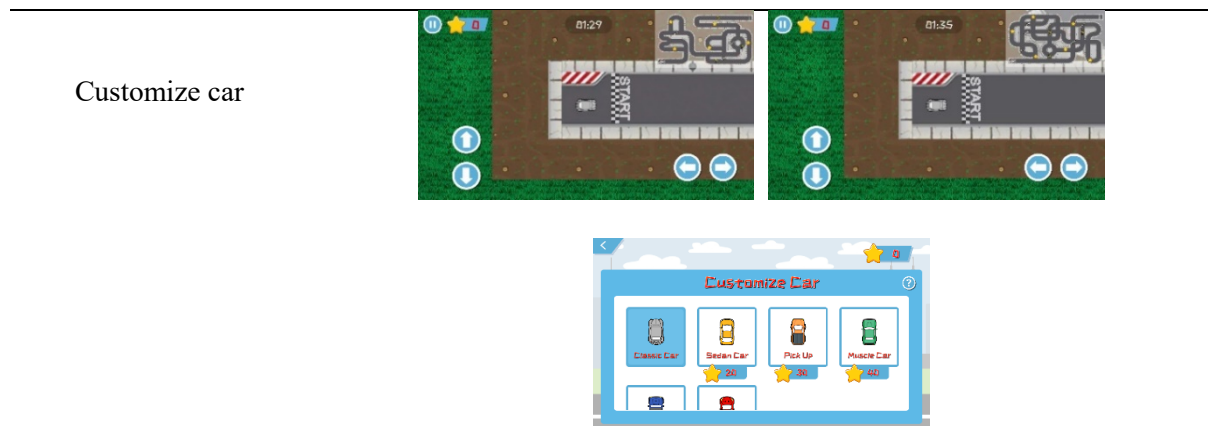 0
01:29
START
0
01:35
START
Customize car
0
Customize Car
?
Classic Car
Sedan Car
Pick Up
Muscle Car
20
30
40